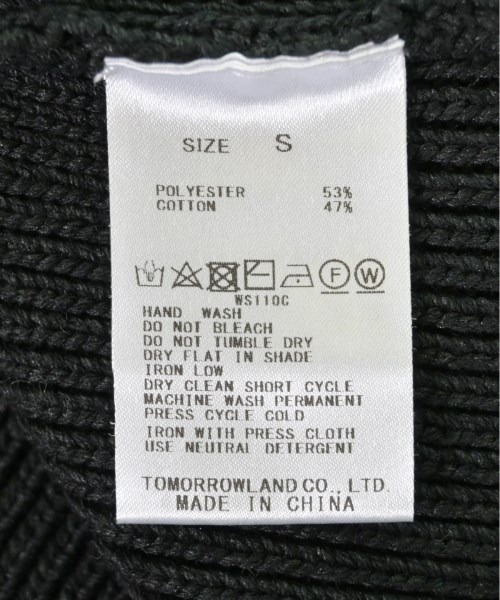 SIZE S
POLYESTER 53%
COTTON 47%
F W
WS110C
HAND WASH
DO NOT BLEACH
DO NOT TUMBLE DRY
DRY FLAT IN SHADE
IRON LOW
DRY CLEAN SHORT CYCLE
MACHINE WASH PERMANENT
PRESS CYCLE COLD
IRON WITH PRESS CLOTH
USE NEUTRAL DETERGENT
TOMORROWLAND CO., LTD.
MADE IN CHINA